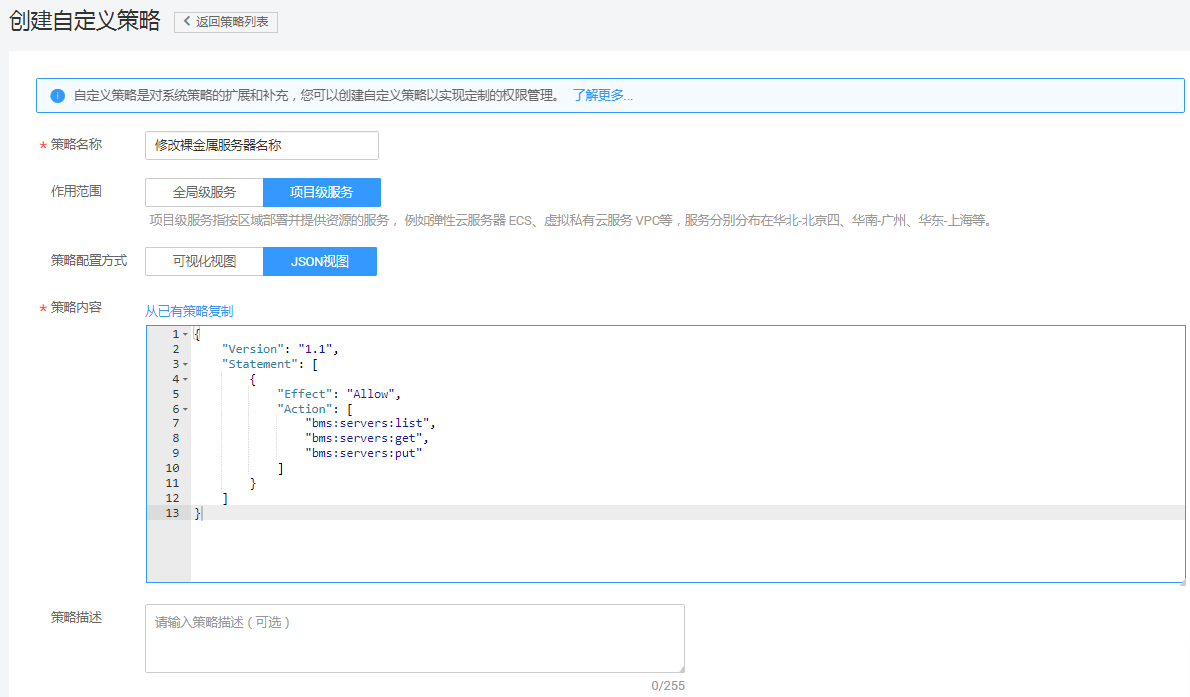 创建自定义策略 返回策略列表
自定义策略是对系统策略的扩展和补充，您可以创建自定义策略以实现定制的权限管理。 了解更多...
* 策略名称 修改裸金属服务器名称
作用范围 全局级服务 项目级服务
项目级服务指按区域部署并提供资源的服务， 例如弹性云服务器 ECS、虚拟私有云服务 VPC等，服务分别分布在华北-北京四、华南-广州、华东-上海等。
策略配置方式 可视化视图 JSON视图
* 策略内容 从已有策略复制
1 {
2 "Version": "1.1",
3 "Statement": [
4 {
5 "Effect": "Allow",
6 "Action": [
7 "bms:servers:list",
8 "bms:servers:get",
9 "bms:servers:put"
10 ]
11 }
12 ]
13 }
策略描述 请输入策略描述（可选）
0/255